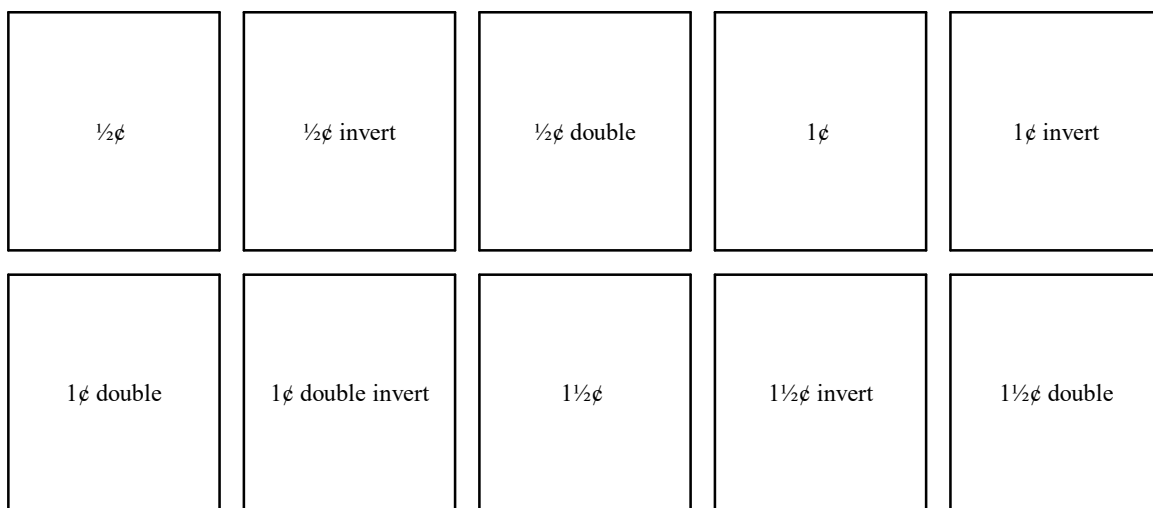 ½¢
½¢ invert
½¢ double
1¢
1¢ invert
1¢ double
1¢ double invert
1½¢
1½¢ invert
1½¢ double